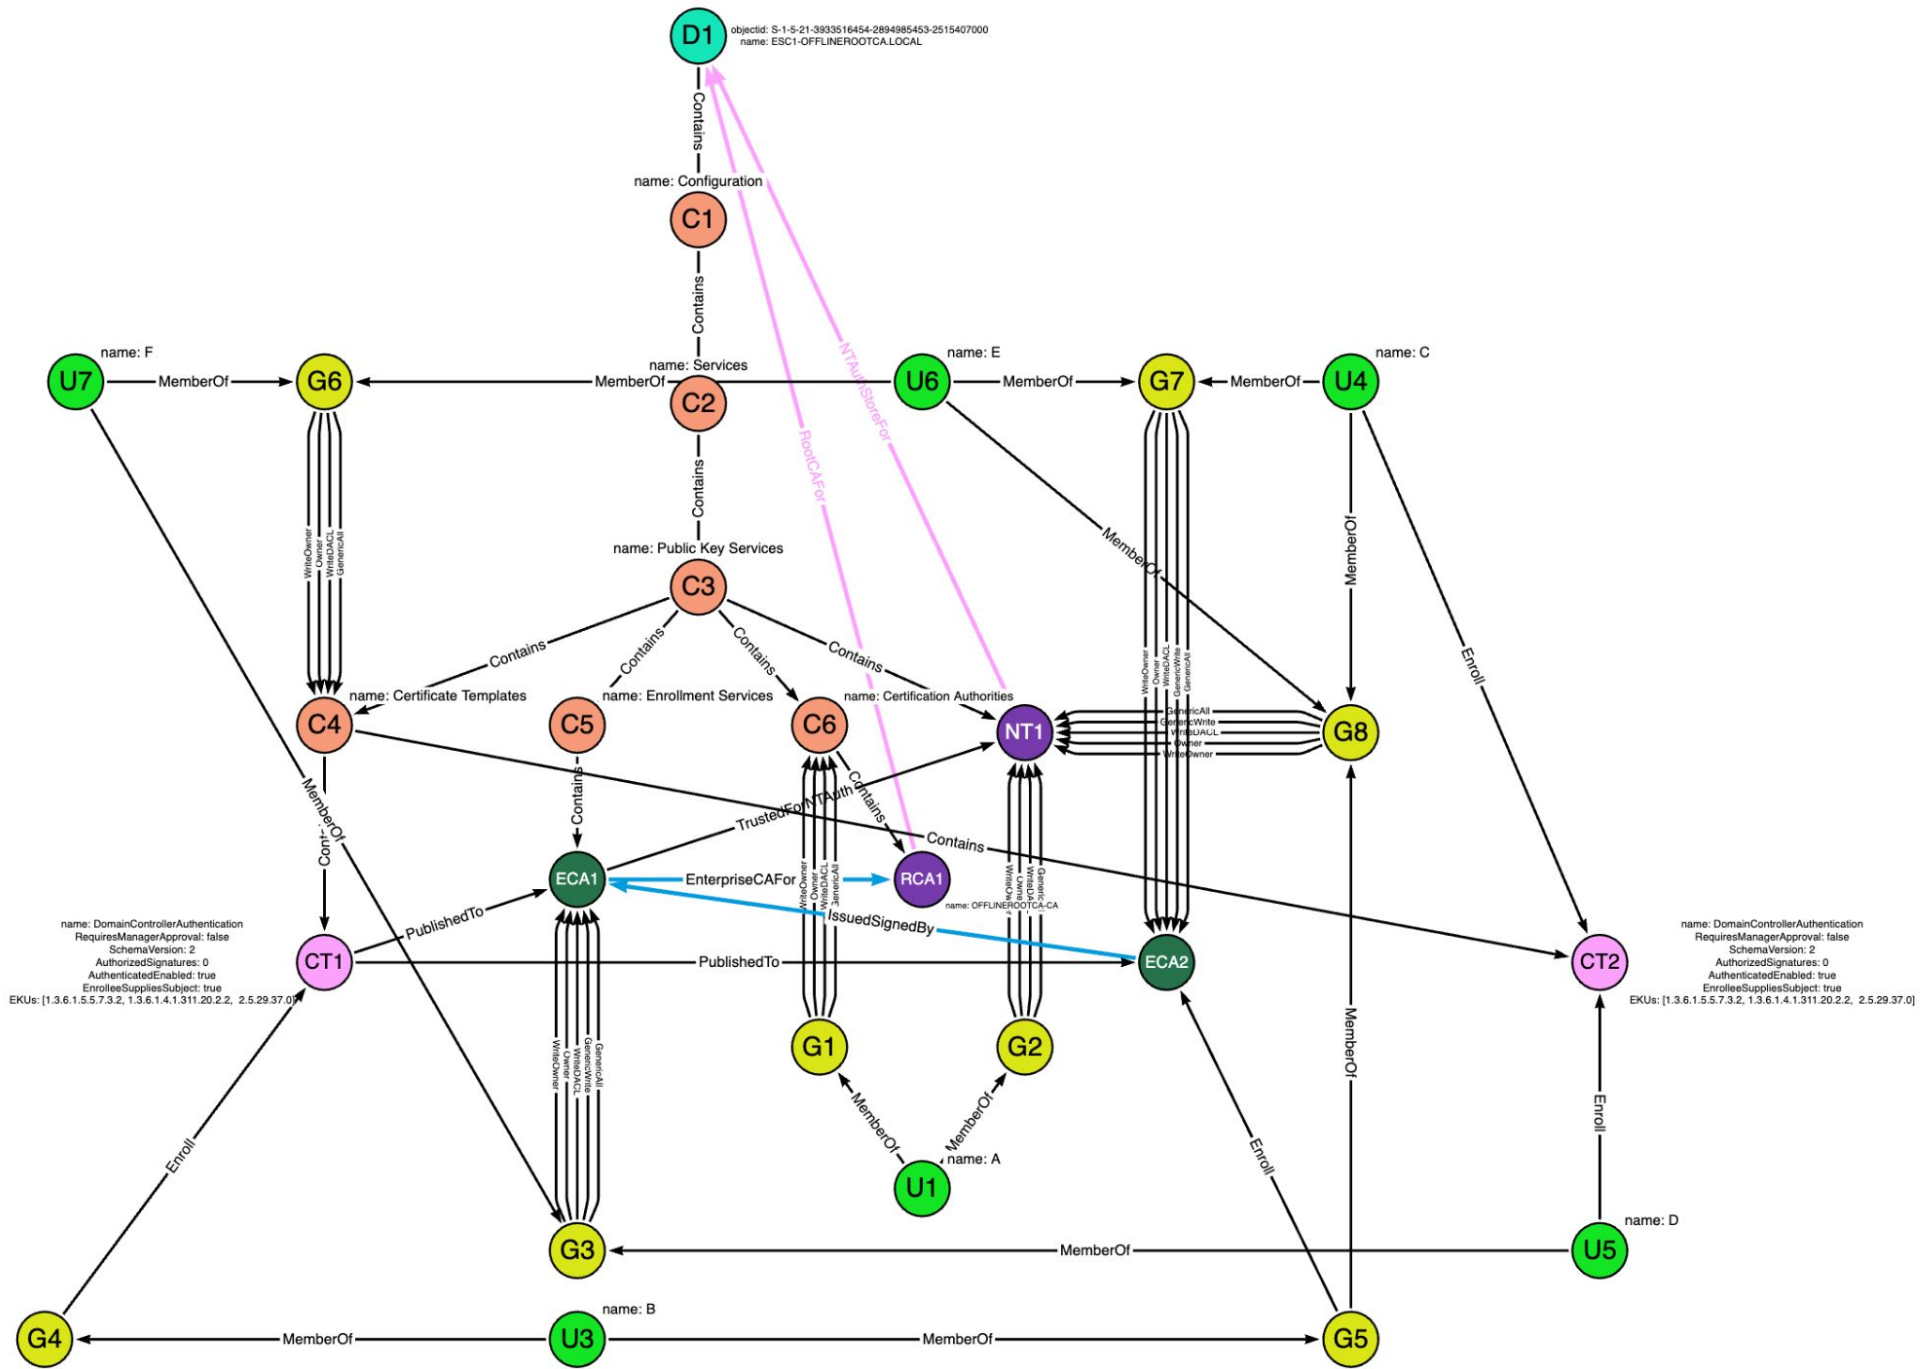 D1
objectid: S-1-5-21-3933516454-2894985453-2515407000
name: ESC1-OFFLINEROOTCA.LOCAL
Contains
name: Configuration
C1
Contains
name: F
U7
MemberOf
G6
MemberOf
name: Services
C2
NTAuthStoreFor
RootCAFor
name: E
U6
MemberOf
G7
MemberOf
name: C
U4
Contains
WriteOwner
Owner
WriteDACL
GenericAll
MemberOf
MemberOf
name: Public Key Services
C3
Contains
Contains
Contains
Contains
WriteOwner
Owner
WriteDACL
GenericWrite
GenericAll
Enroll
name: Certificate Templates
C4
name: Enrollment Services
C5
C6
name: Certification Authorities
NT1
GenericAll
GenericWrite
WriteDACL
Owner
WriteOwner
G8
MemberOf
Contains
TrustedForNTAuth
Contains
Contains
ECA1
EnterpriseCAFor
RCA1
name: OFFLINEROOTCA-CA
WriteOwner
Owner
WriteDACL
GenericAll
IssuedSignedBy
PublishedTo
name: DomainControllerAuthentication
RequiresManagerApproval: false
SchemaVersion: 2
AuthorizedSignatures: 0
AuthenticatedEnabled: true
EnrolleeSuppliesSubject: true
EKUs: [1.3.6.1.5.5.7.3.2, 1.3.6.1.4.1.311.20.2.2, 2.5.29.37.0]
CT1
PublishedTo
ECA2
CT2
name: DomainControllerAuthentication
RequiresManagerApproval: false
SchemaVersion: 2
AuthorizedSignatures: 0
AuthenticatedEnabled: true
EnrolleeSuppliesSubject: true
EKUs: [1.3.6.1.5.5.7.3.2, 1.3.6.1.4.1.311.20.2.2, 2.5.29.37.0]
WriteOwner
Owner
WriteDACL
GenericWrite
GenericAll
G1
G2
MemberOf
MemberOf
MemberOf
Enroll
Enroll
Enroll
name: A
U1
G3
MemberOf
name: D
U5
G4
MemberOf
name: B
U3
MemberOf
G5